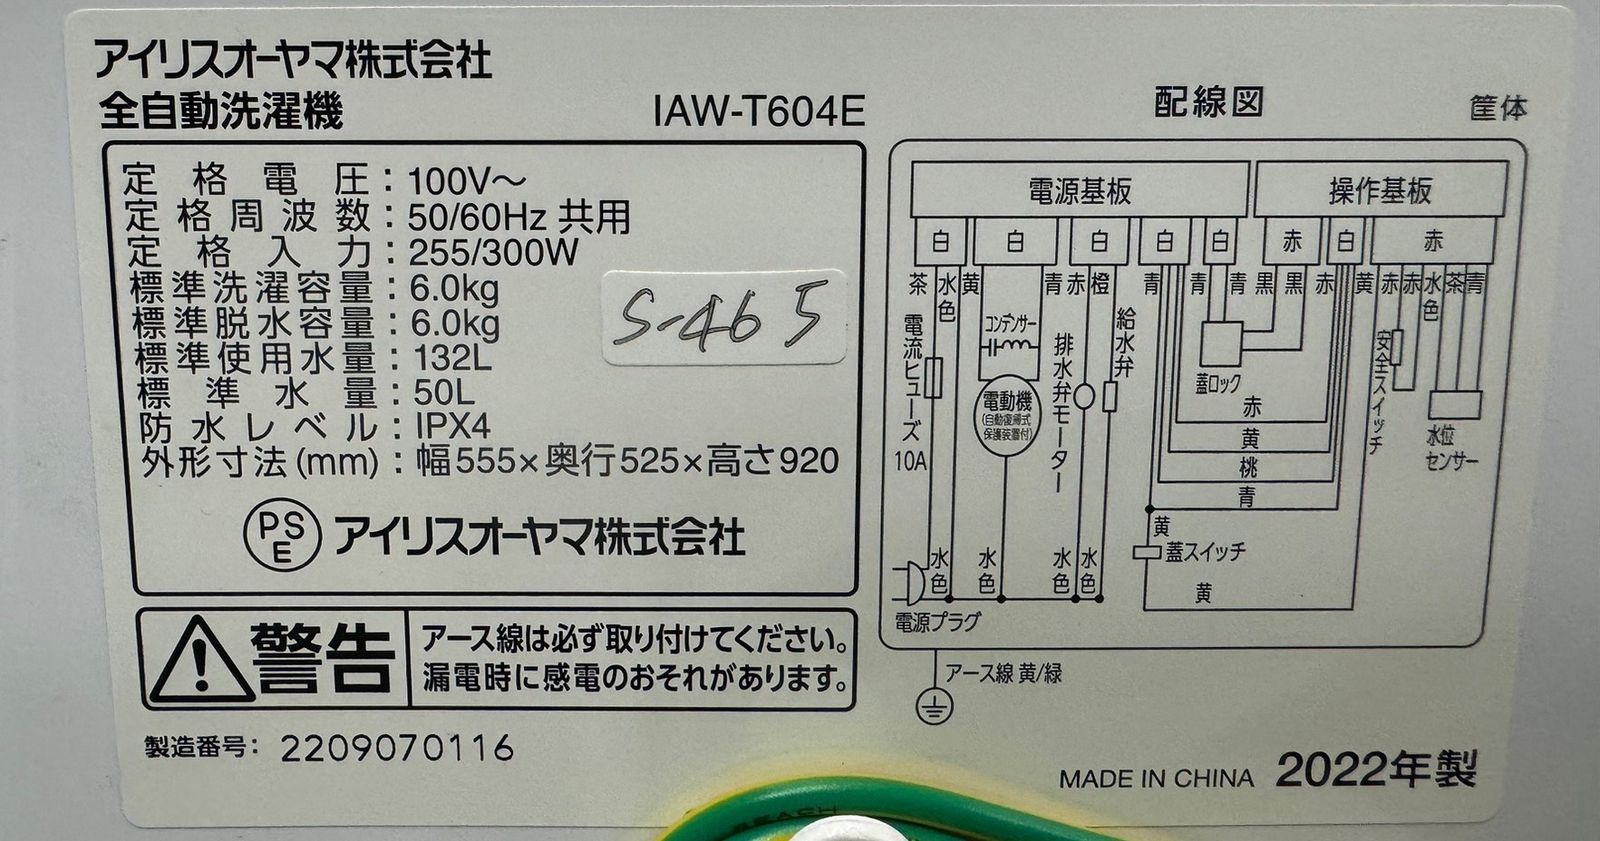 アイリスオーヤマ株式会社
全自動洗濯機 IAW-T604E
定格電圧：100V～
定格周波数：50/60Hz 共用
定格入力：255/300W
標準洗濯容量：6.0kg
標準脱水容量：6.0kg
標準使用水量：132L
標準水量：50L
防水レベル：IPX4
外形寸法(mm)：幅555×奥行525×高さ920
PSE アイリスオーヤマ株式会社
S-465
警告
アース線は必ず取り付けてください。
漏電時に感電のおそれがあります。
製造番号：2209070116
配線図 筐体
電源基板 操作基板
白 白 白 白 白 赤 白 赤
茶 水色 黄 青 赤 橙 青 青 青 黒 黒 赤 黄 赤 赤 水色 茶 青
電流ヒューズ 10A
コンデンサー
電動機
(自動復帰式
保護装置付)
排水弁モーター
給水弁
蓋ロック
安全スイッチ
水位
センサー
赤
黄
桃
青
黄
蓋スイッチ
黄
水色 水色 水色 水色
電源プラグ
アース線 黄/緑
MADE IN CHINA 2022年製